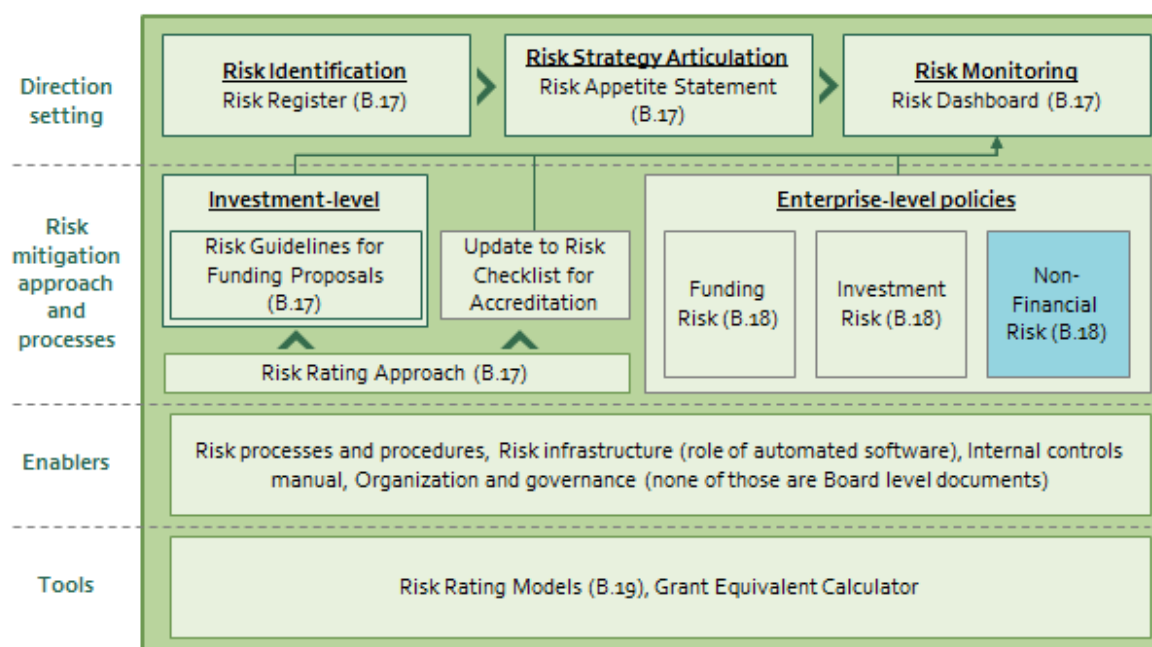 Direction
setting
Risk Identification
Risk Register (B.17)
Risk Strategy Articulation
Risk Appetite Statement
(B.17)
Risk Monitoring
Risk Dashboard (B.17)
Risk
mitigation
approach
and
processes
Investment-level
Risk Guidelines for
Funding Proposals
(B.17)
Update to Risk
Checklist for
Accreditation
Risk Rating Approach (B.17)
Enterprise-level policies
Funding
Risk (B.18)
Investment
Risk (B.18)
Non-
Financial
Risk (B.18)
Enablers
Risk processes and procedures, Risk infrastructure (role of automated software), Internal controls
manual, Organization and governance (none of those are Board level documents)
Tools
Risk Rating Models (B.19), Grant Equivalent Calculator